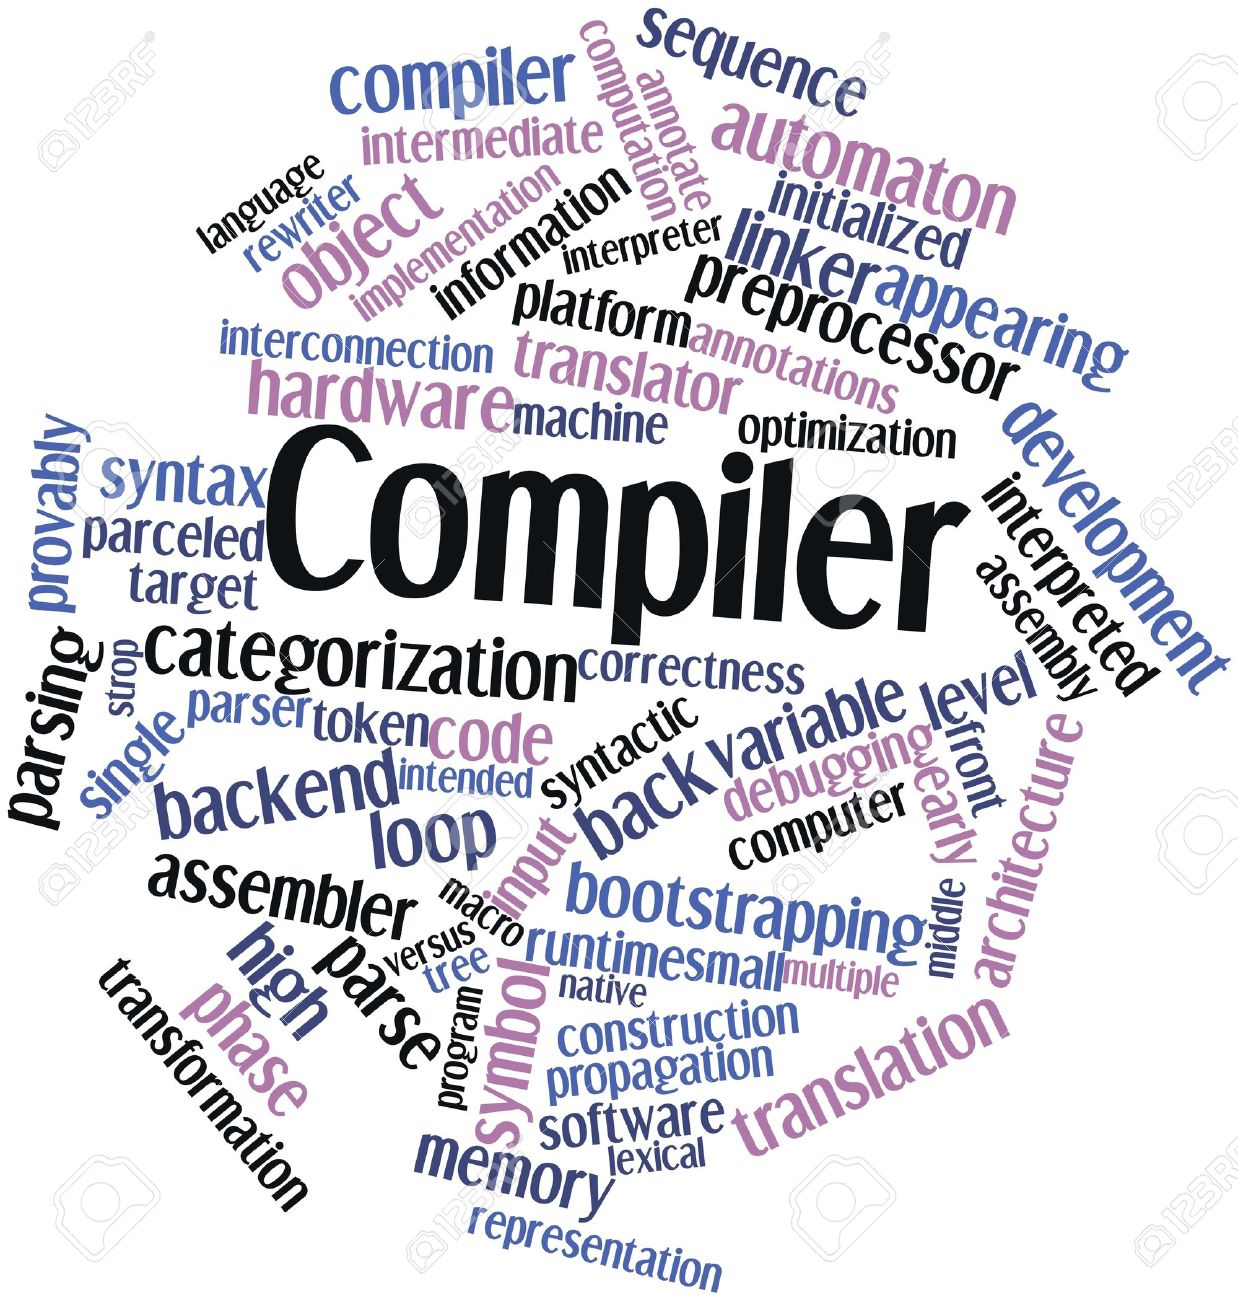 sequence
compiler
computation
annotate
automaton
intermediate
language
rewriter
object
implementation
information
interpreter
initialized
linker
appearing
preprocessor
platform
annotations
interconnection
translator
hardware
machine
optimization
development
provably
syntax
Compiler
interpreted
parceled
assembly
target
parsing
strop
categorization
correctness
level
single
parser
token
code
syntactic
variable
back
debugging
front
early
architecture
backend
intended
loop
input
computer
assembler
macro
bootstrapping
middle
high
parse
versus
tree
runtime
small
multiple
native
transformation
phase
program
symbol
construction
propagation
translation
software
lexical
memory
representation
123RF